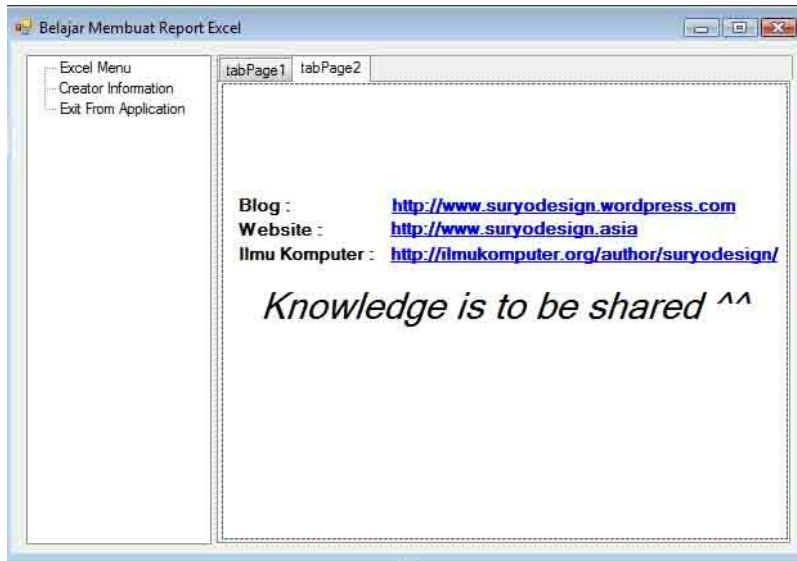 Belajar Membuat Report Excel
Excel Menu
Creator Information
Exit From Application
tabPage1 tabPage2
Blog : http://www.suryodesign.wordpress.com
Website : http://www.suryodesign.asia
Ilmu Komputer : http://ilmukomputer.org/author/suryodesign/
Knowledge is to be shared ^^